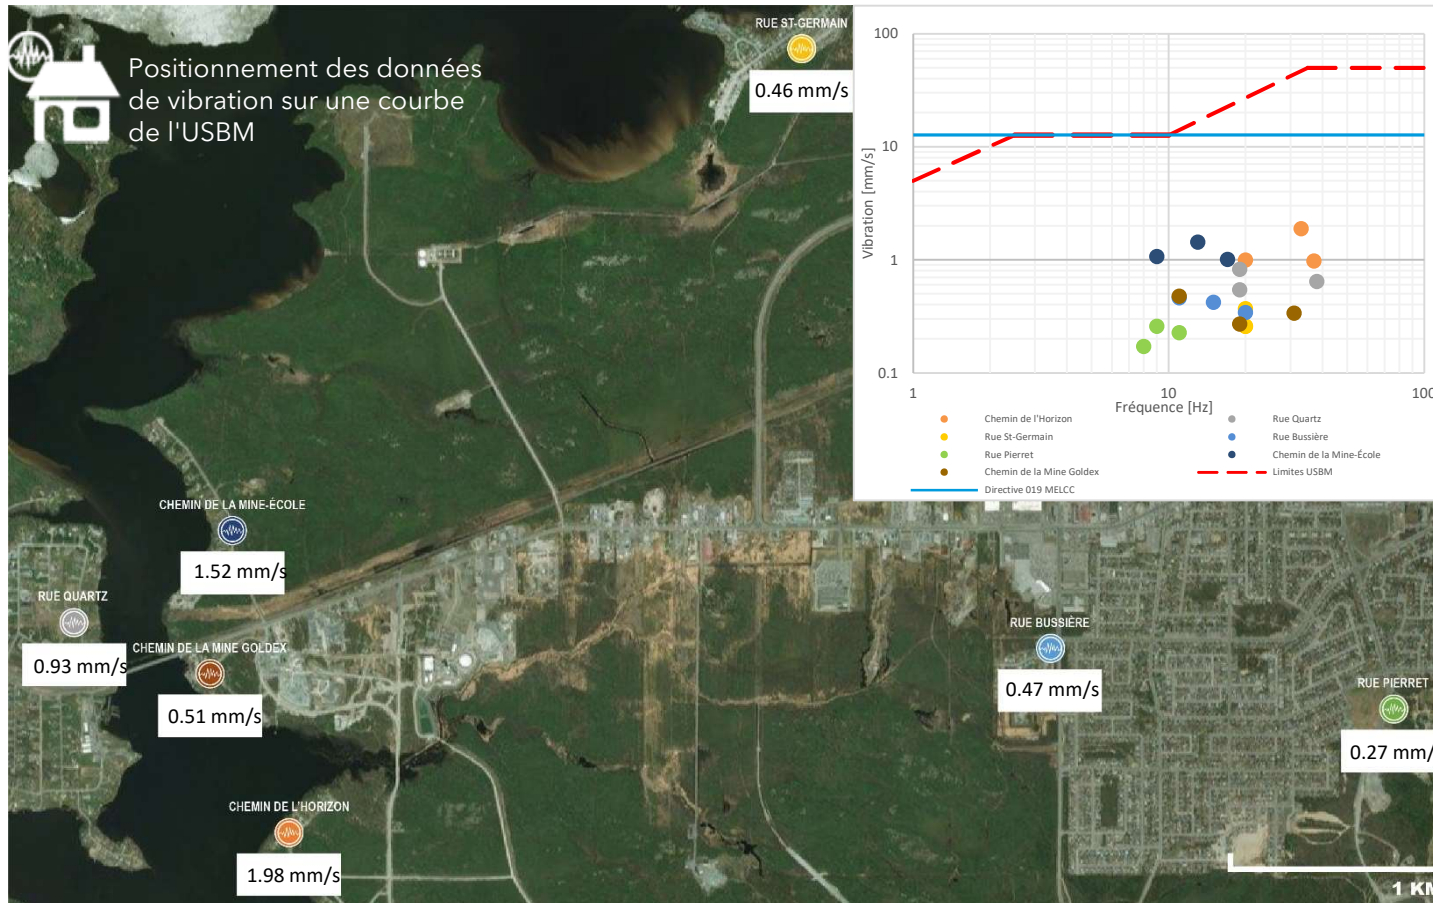 Positionnement des données
de vibration sur une courbe
de l'USBM
RUE ST-GERMAIN
0.46 mm/s
CHEMIN DE LA MINE-ÉCOLE
1.52 mm/s
RUE QUARTZ
0.93 mm/s
CHEMIN DE LA MINE GOLDEX
0.51 mm/s
CHEMIN DE L'HORIZON
1.98 mm/s
RUE BUSSIÈRE
0.47 mm/s
RUE PIERRET
0.27 mm/
1 KM
Vibration [mm/s]
100
10
1
0.1
1
10
100
Fréquence [Hz]
Chemin de l'Horizon
Rue Quartz
Rue St-Germain
Rue Bussière
Rue Pierret
Chemin de la Mine-École
Chemin de la Mine Goldex
Limites USBM
Directive 019 MELCC